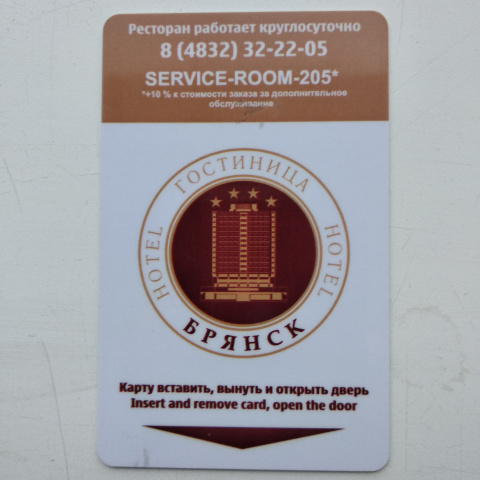 Ресторан работает круглосуточно
8 (4832) 32-22-05
SERVICE-ROOM-205*
*+10 % к стоимости заказа за дополнительное
обслуживание
ГОСТИНИЦА
HOTEL
HOTEL
БРЯНСК
Карту вставить, вынуть и открыть дверь
Insert and remove card, open the door